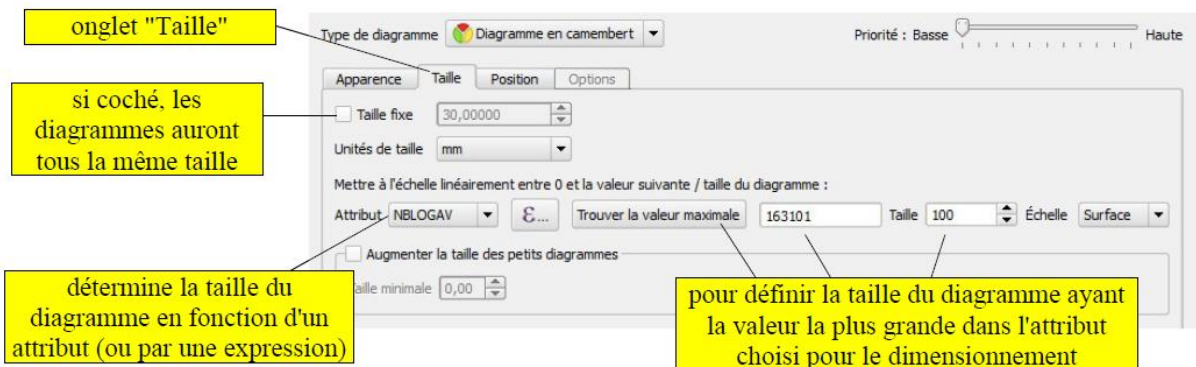 onglet "Taille"
Type de diagramme Diagramme en camembert Priorité : Basse Haute
Apparence Taille Position Options
si coché, les
diagrammes auront
tous la même taille
Taille fixe 30,00000
Unités de taille mm
Mettre à l'échelle linéairement entre 0 et la valeur suivante / taille du diagramme :
Attribut NBLOGAV ε... Trouver la valeur maximale 163101 Taille 100 Échelle Surface
Augmenter la taille des petits diagrammes
Taille minimale 0,00
détermine la taille du
diagramme en fonction d'un
attribut (ou par une expression)
pour définir la taille du diagramme ayant
la valeur la plus grande dans l'attribut
choisi pour le dimensionnement